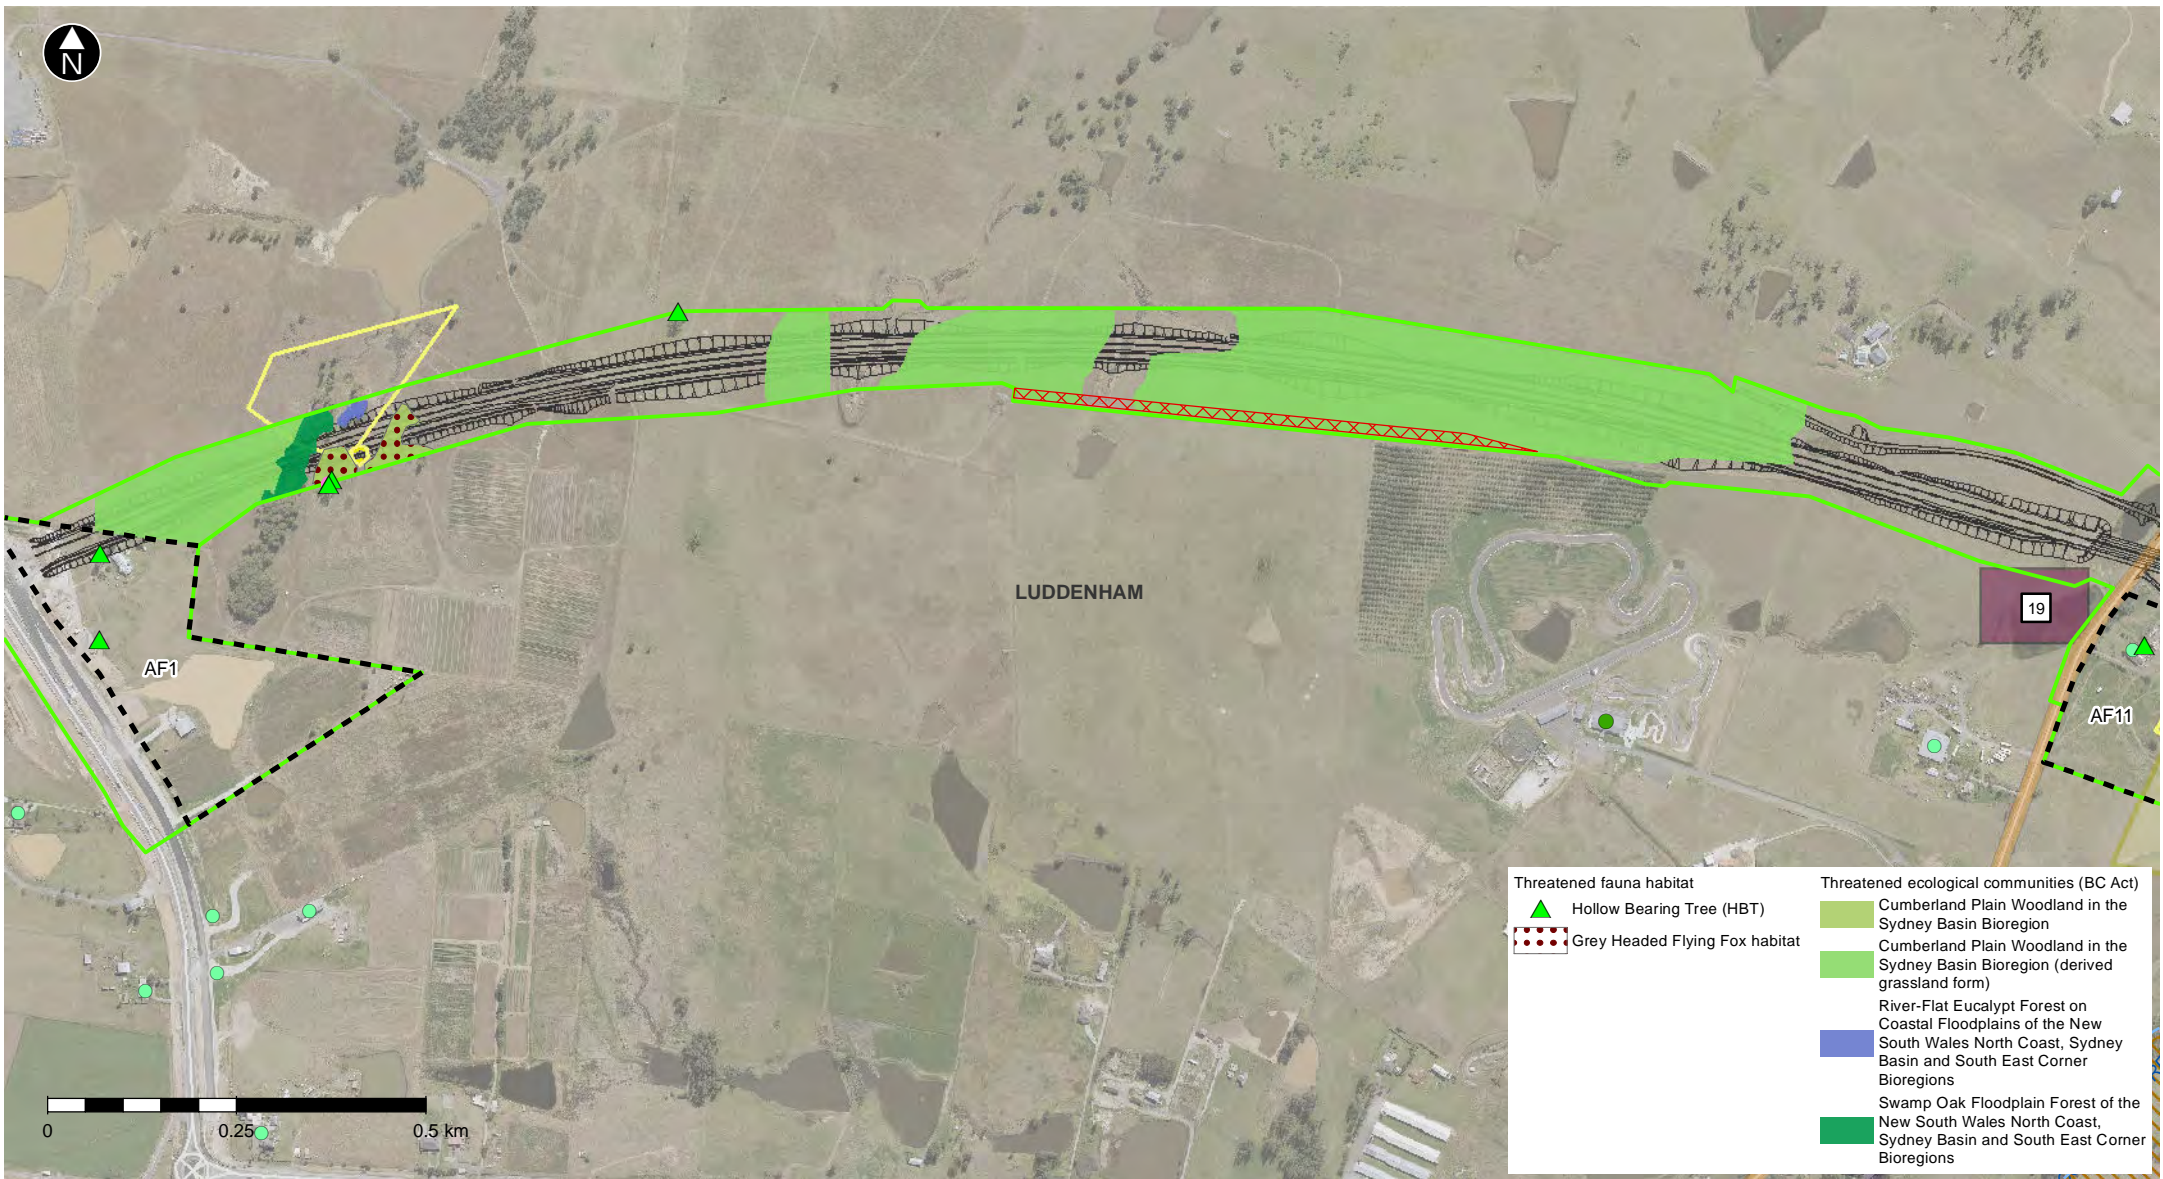 N
LUDDENHAM
19
AF1
AF11
0
0.25
0.5 km
Threatened fauna habitat
Hollow Bearing Tree (HBT)
Grey Headed Flying Fox habitat
Threatened ecological communities (BC Act)
Cumberland Plain Woodland in the
Sydney Basin Bioregion
Cumberland Plain Woodland in the
Sydney Basin Bioregion (derived
grassland form)
River-Flat Eucalypt Forest on
Coastal Floodplains of the New
South Wales North Coast, Sydney
Basin and South East Corner
Bioregions
Swamp Oak Floodplain Forest of the
New South Wales North Coast,
Sydney Basin and South East Corner
Bioregions